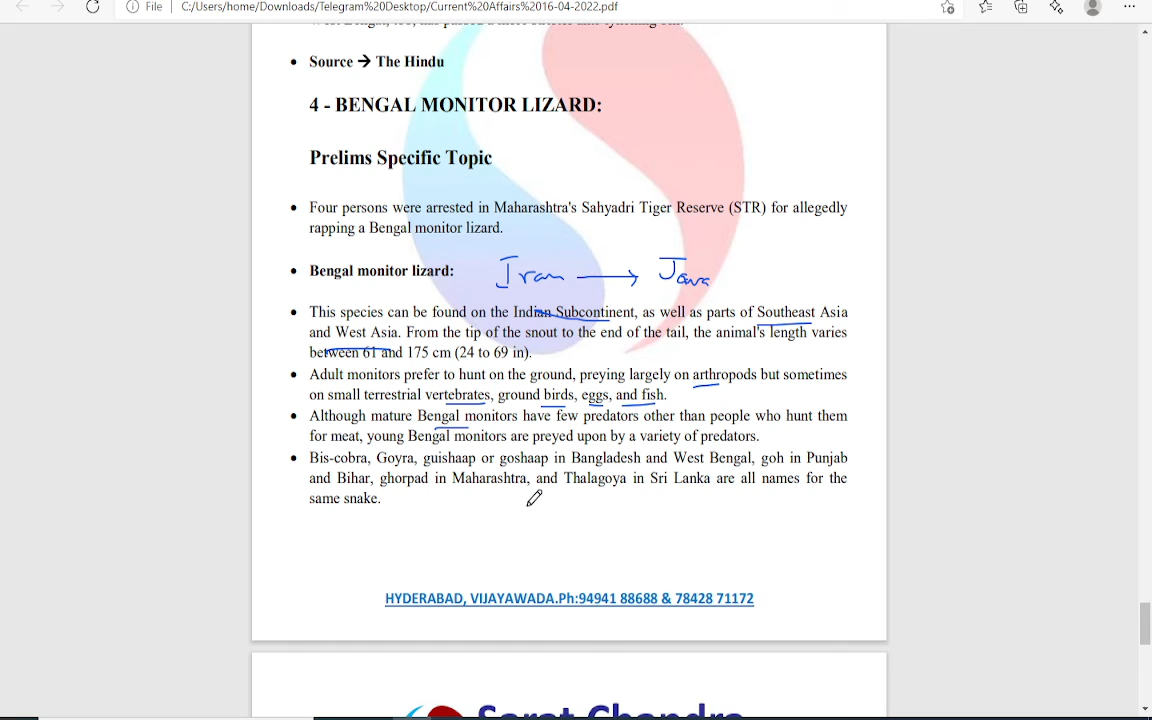 File
C:/Users/home/Downloads/Telegram%20Desktop/Current%20Affairs%2016-04-2022.pdf
• Source → The Hindu
4 - BENGAL MONITOR LIZARD:
Prelims Specific Topic
• Four persons were arrested in Maharashtra's Sahyadri Tiger Reserve (STR) for allegedly
rapping a Bengal monitor lizard.
• Bengal monitor lizard:
Iran → Java
• This species can be found on the Indian Subcontinent, as well as parts of Southeast Asia
and West Asia. From the tip of the snout to the end of the tail, the animal's length varies
between 61 and 175 cm (24 to 69 in).
• Adult monitors prefer to hunt on the ground, preying largely on arthropods but sometimes
on small terrestrial vertebrates, ground birds, eggs, and fish.
• Although mature Bengal monitors have few predators other than people who hunt them
for meat, young Bengal monitors are preyed upon by a variety of predators.
• Bis-cobra, Goyra, guishaap or goshaap in Bangladesh and West Bengal, goh in Punjab
and Bihar, ghorpad in Maharashtra, and Thalagoya in Sri Lanka are all names for the
same snake.
HYDERABAD, VIJAYAWADA.Ph:94941 88688 & 78428 71172
Sarat Chandra